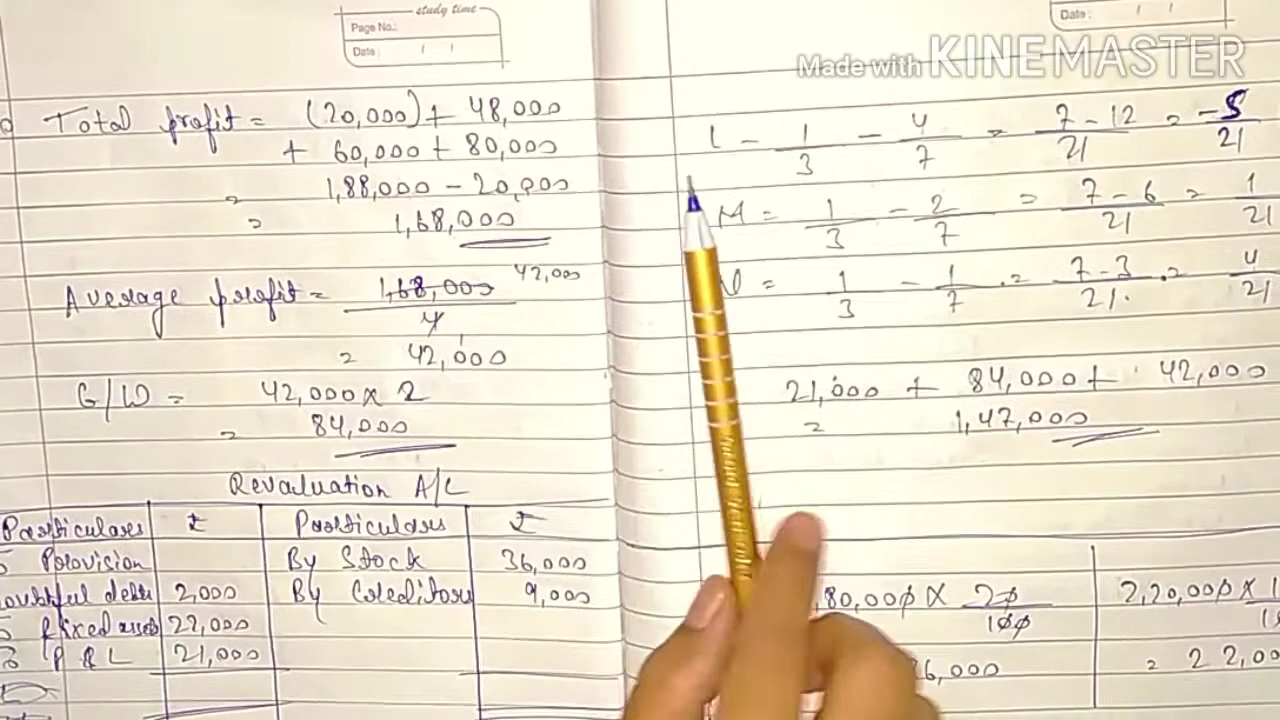 study time
Page No.:
Date : / /
Total profit = (20,000) + 48,000
+ 60,000 + 80,000
= 1,88,000 - 20,000
= 1,68,000
Average profit = 1,68,000 / 4 42,000
= 42,000
G/W = 42,000 x 2
= 84,000
Revaluation A/C
Particulars ₹ Particulars ₹
Provision By Stock 36,000
debts 2,000 By Creditors 9,000
fixed assets 22,000
P & L 21,000
Date : / /
Made with KINEMASTER
L - 1/3 - 4/7 = 7 - 12 / 21 = -5/21
M = 1/3 - 2/7 = 7 - 6 / 21 = 1/21
N = 1/3 - 1/7 = 7 - 3 / 21 = 4/21
21,000 + 84,000 + 42,000
= 1,47,000
80,000 x 20/100 2,20,000 x
6,000 = 22,00